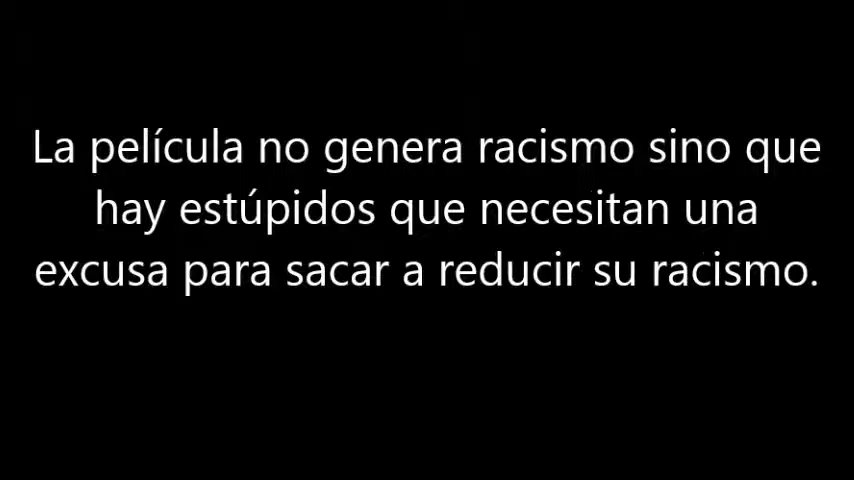 La película no genera racismo sino que
hay estúpidos que necesitan una
excusa para sacar a reducir su racismo.